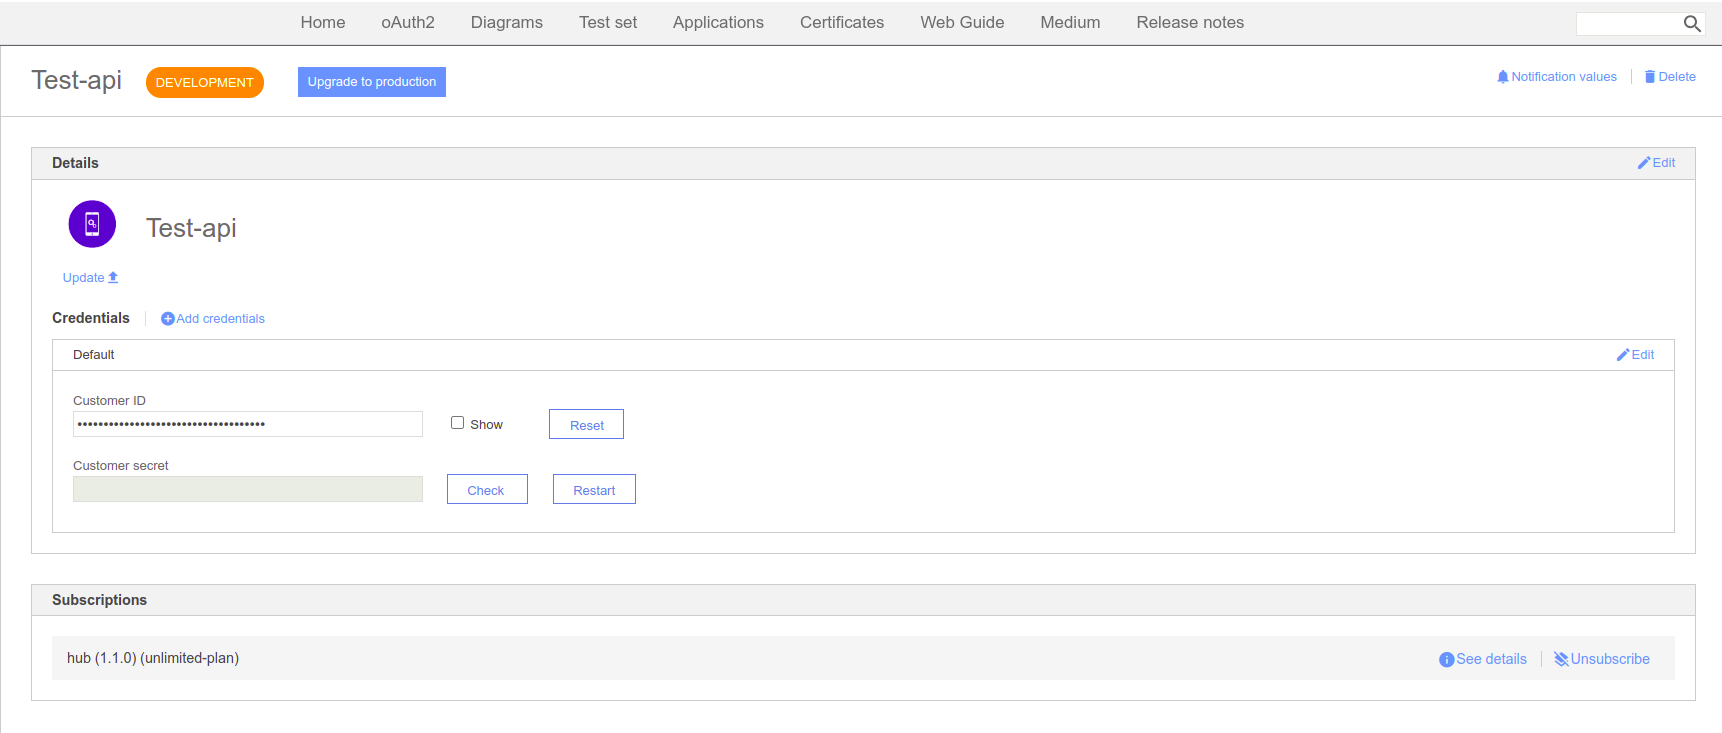 Home oAuth2 Diagrams Test set Applications Certificates Web Guide Medium Release notes
Test-api DEVELOPMENT Upgrade to production Notification values Delete
Details Edit
Test-api
Update
Credentials Add credentials
Default Edit
Customer ID
•••••••••••••••••••••••••••••••••••• Show Reset
Customer secret
Check Restart
Subscriptions
hub (1.1.0) (unlimited-plan) See details Unsubscribe